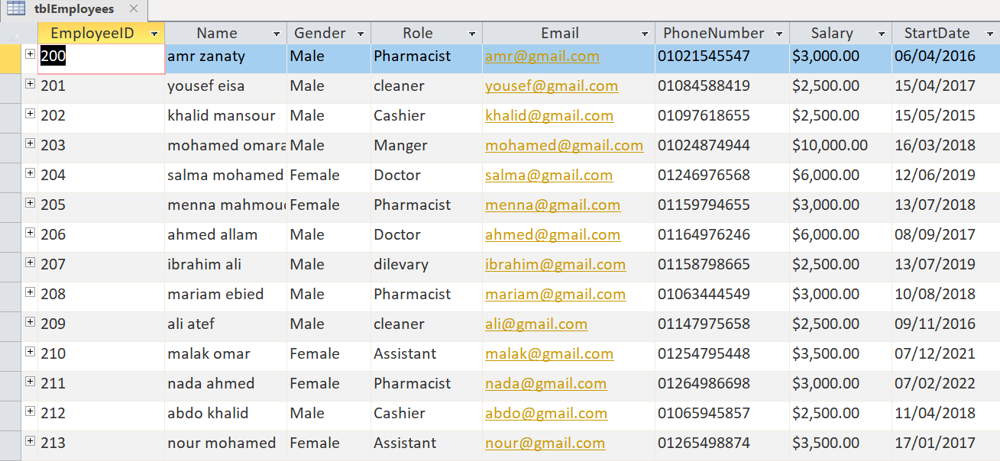 tblEmployees
EmployeeID Name Gender Role Email PhoneNumber Salary StartDate
200 amr zanaty Male Pharmacist amr@gmail.com 01021545547 $3,000.00 06/04/2016
201 yousef eisa Male cleaner yousef@gmail.com 01084588419 $2,500.00 15/04/2017
202 khalid mansour Male Cashier khalid@gmail.com 01097618655 $2,500.00 15/05/2015
203 mohamed omara Male Manger mohamed@gmail.com 01024874944 $10,000.00 16/03/2018
204 salma mohamed Female Doctor salma@gmail.com 01246976568 $6,000.00 12/06/2019
205 menna mahmou Female Pharmacist menna@gmail.com 01159794655 $3,000.00 13/07/2018
206 ahmed allam Male Doctor ahmed@gmail.com 01164976246 $6,000.00 08/09/2017
207 ibrahim ali Male dilevary ibrahim@gmail.com 01158798665 $2,500.00 13/07/2019
208 mariam ebied Male Pharmacist mariam@gmail.com 01063444549 $3,000.00 10/08/2018
209 ali atef Male cleaner ali@gmail.com 01147975658 $2,500.00 09/11/2016
210 malak omar Female Assistant malak@gmail.com 01254795448 $3,500.00 07/12/2021
211 nada ahmed Female Pharmacist nada@gmail.com 01264986698 $3,000.00 07/02/2022
212 abdo khalid Male Cashier abdo@gmail.com 01065945857 $2,500.00 11/04/2018
213 nour mohamed Female Assistant nour@gmail.com 01265498874 $3,500.00 17/01/2017